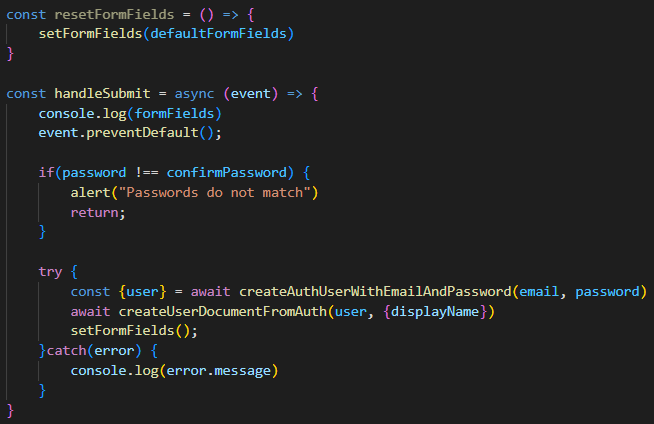 const resetFormFields = () => {
setFormFields(defaultFormFields)
}
const handleSubmit = async (event) => {
console.log(formFields)
event.preventDefault();
if(password !== confirmPassword) {
alert("Passwords do not match")
return;
}
try {
const {user} = await createAuthUserWithEmailAndPassword(email, password)
await createUserDocumentFromAuth(user, {displayName})
setFormFields();
}catch(error) {
console.log(error.message)
}
}